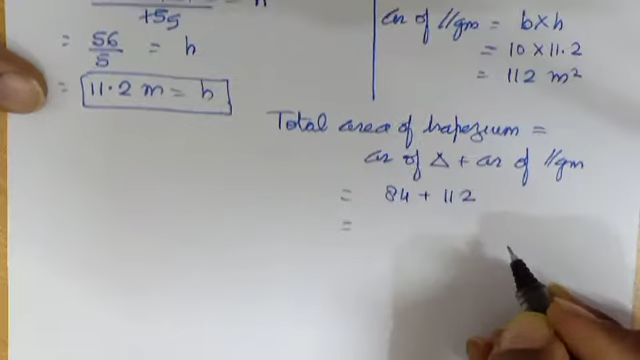 +55
= 56/5 = h
= 11.2 m = h
ar of //gm = b×h
= 10 × 11.2
= 112 m²
Total area of trapezium =
ar of Δ + ar of //gm
= 84 + 112
=